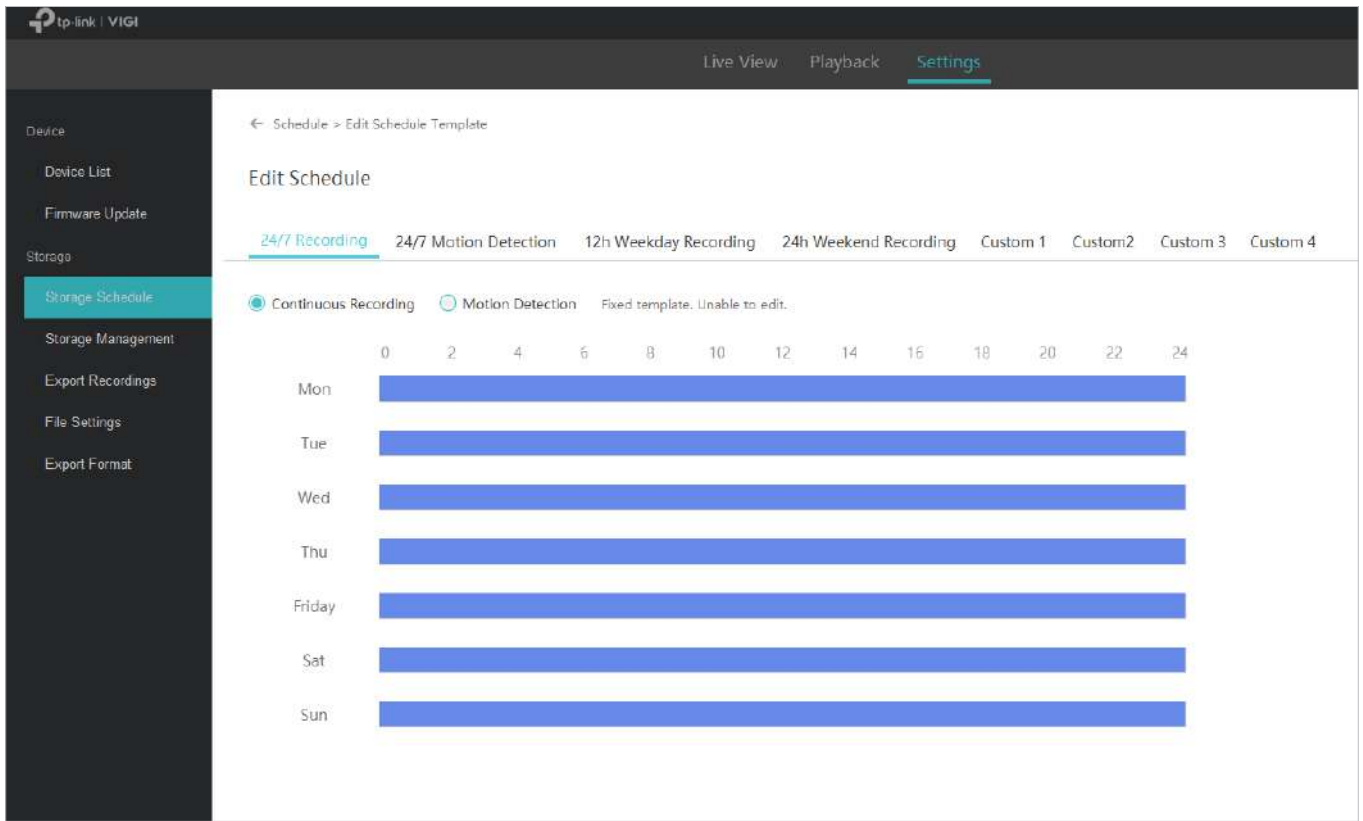 tp-link | VIGI
Live View Playback Settings
Device
Device List
Firmware Update
Storage
Storage Schedule
Storage Management
Export Recordings
File Settings
Export Format
← Schedule > Edit Schedule Template
Edit Schedule
24/7 Recording 24/7 Motion Detection 12h Weekday Recording 24h Weekend Recording Custom 1 Custom2 Custom 3 Custom 4
Continuous Recording Motion Detection Fixed template. Unable to edit.
0 2 4 6 8 10 12 14 16 18 20 22 24
Mon
Tue
Wed
Thu
Friday
Sat
Sun